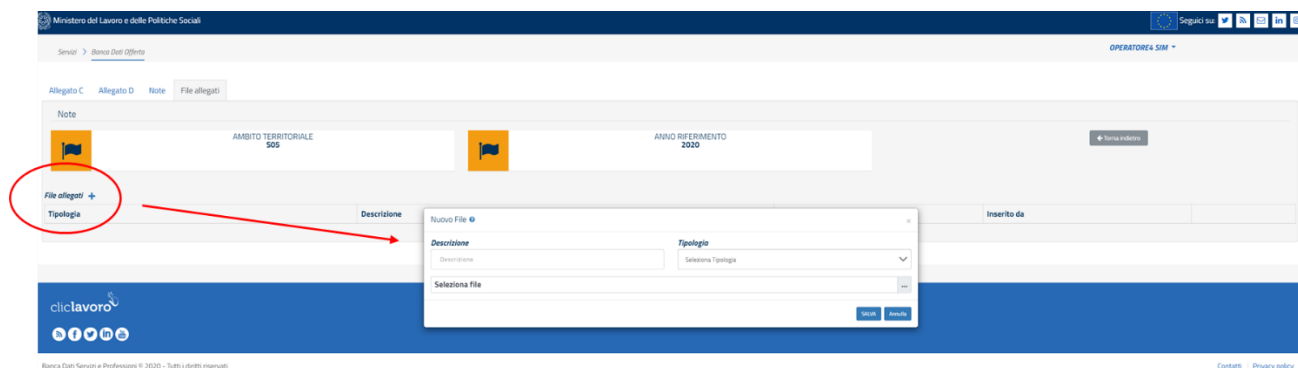 Ministero del Lavoro e delle Politiche Sociali
Seguici su:
Servizi > Banca Dati Offerta
OPERATORE4 SIM
Allegato C Allegato D Note File allegati
Note
AMBITO TERRITORIALE
S05
ANNO RIFERIMENTO
2020
Torna indietro
File allegati +
Tipologia Descrizione Inserito da
Nuovo File
×
Descrizione Tipologia
Descrizione Seleziona Tipologia
Seleziona file ...
SALVA Annulla
cliclavoro
Banca Dati Servizi e Professioni © 2020 - Tutti i diritti riservati
Contatti | Privacy policy